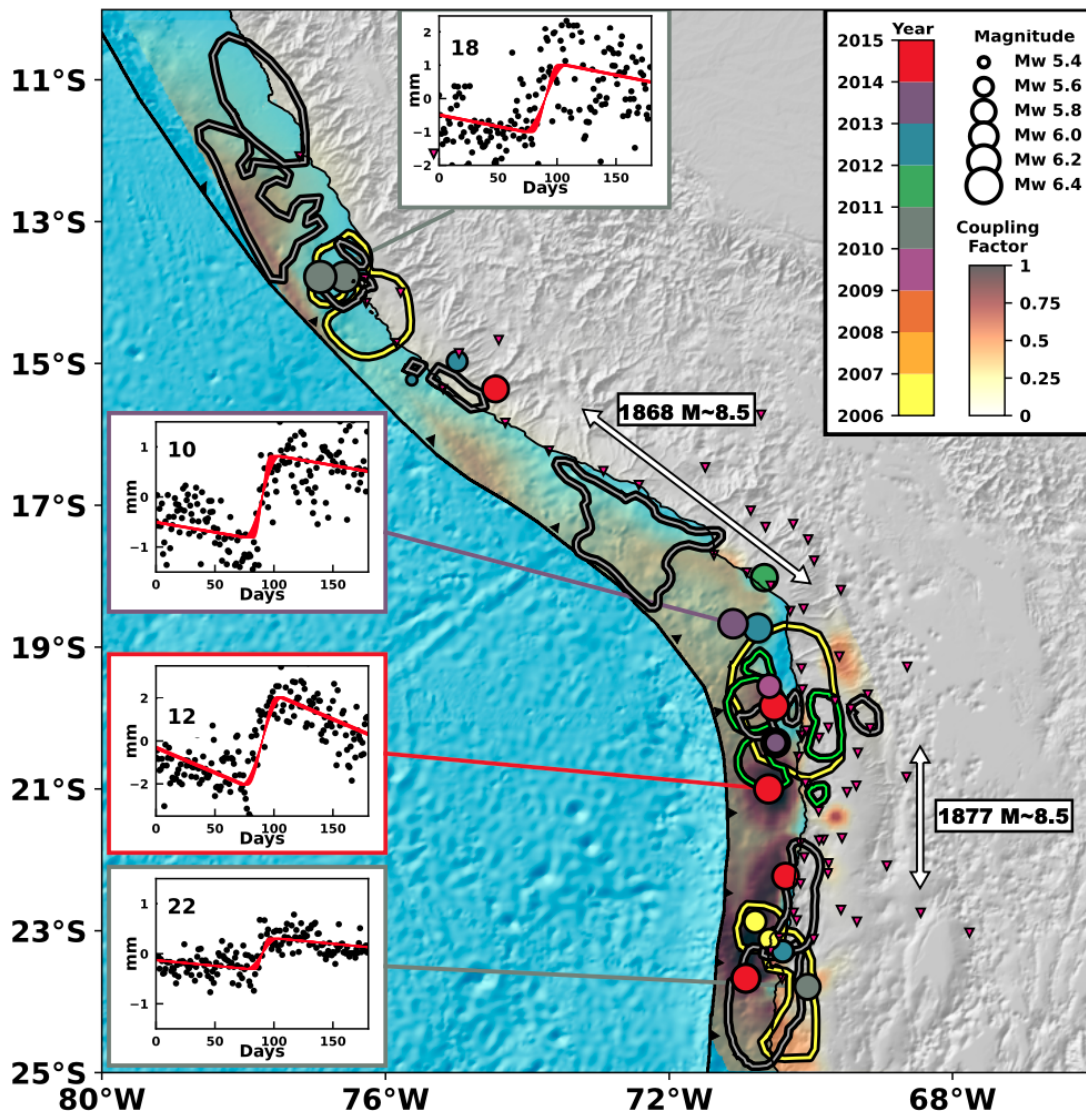 18
2
1
0
−1
−2
mm
0
50
100
150
Days
Year
2015
2014
2013
2012
2011
2010
2009
2008
2007
2006
Magnitude
Mw 5.4
Mw 5.6
Mw 5.8
Mw 6.0
Mw 6.2
Mw 6.4
Coupling
Factor
1
0.75
0.5
0.25
0
11°S
13°S
15°S
17°S
19°S
21°S
23°S
25°S
1868 M~8.5
10
1
0
−1
mm
0
50
100
150
Days
12
2
0
−2
mm
0
50
100
150
Days
1877 M~8.5
22
1
0
−1
mm
0
50
100
150
Days
80°W
76°W
72°W
68°W